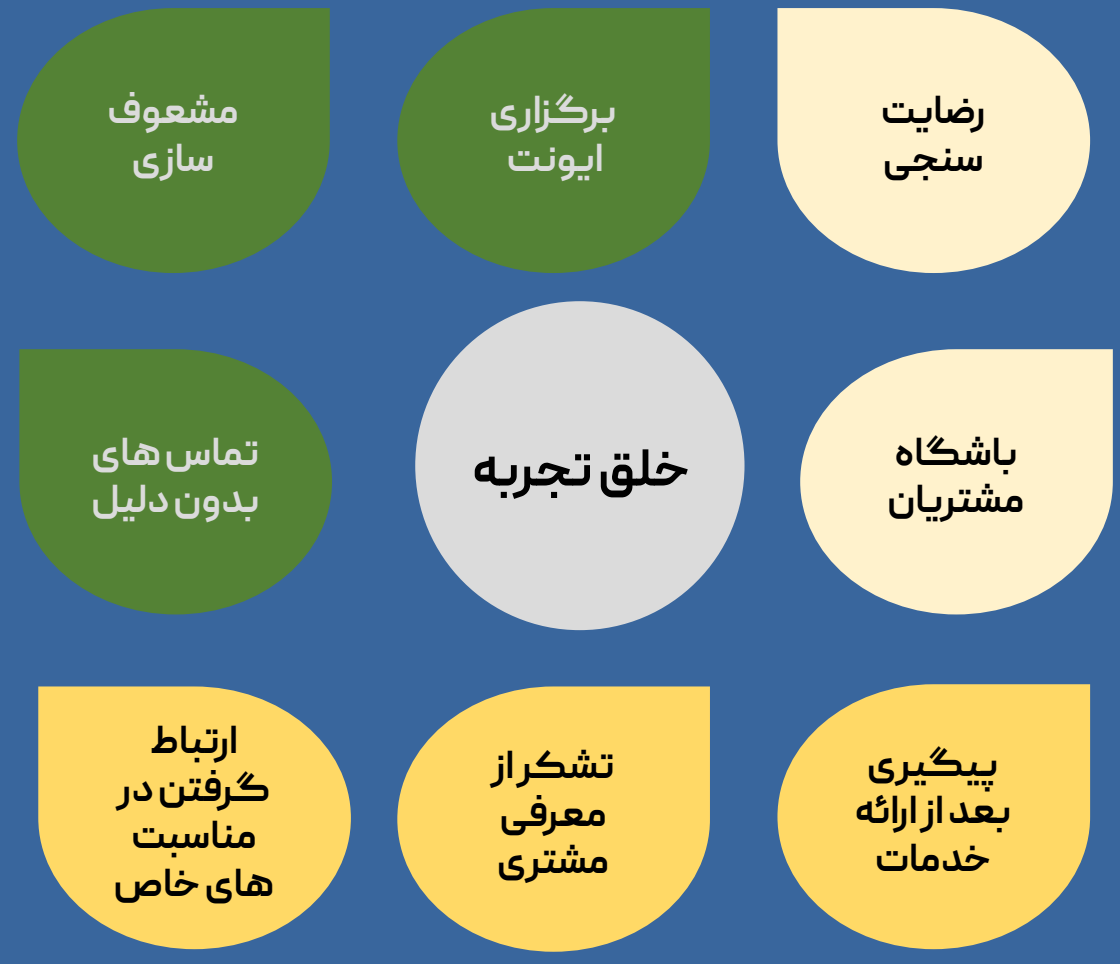 رضایت
سنجی
برگزاری
ایونت
مشعوف
سازی
باشگاه
مشتریان
خلق تجربه
تماس های
بدون دلیل
پیگیری
بعد از ارائه
خدمات
تشکر از
معرفی
مشتری
ارتباط
گرفتن در
مناسبت
های خاص